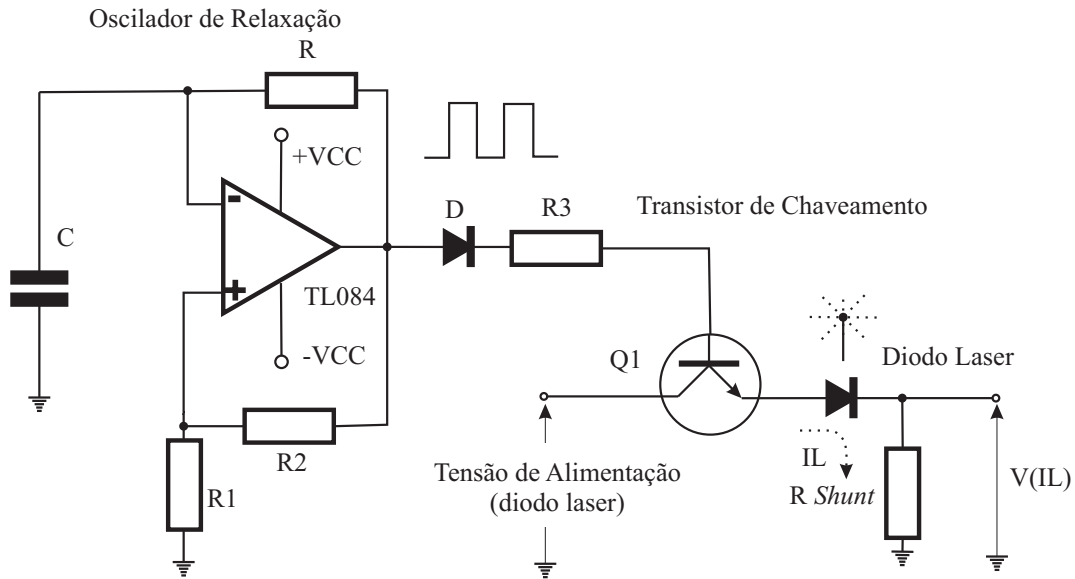 Oscilador de Relaxação
R
+VCC
-
D
R3
Transistor de Chaveamento
C
+
TL084
-VCC
Q1
Diodo Laser
R2
R1
Tensão de Alimentação
(diodo laser)
IL
R Shunt
V(IL)